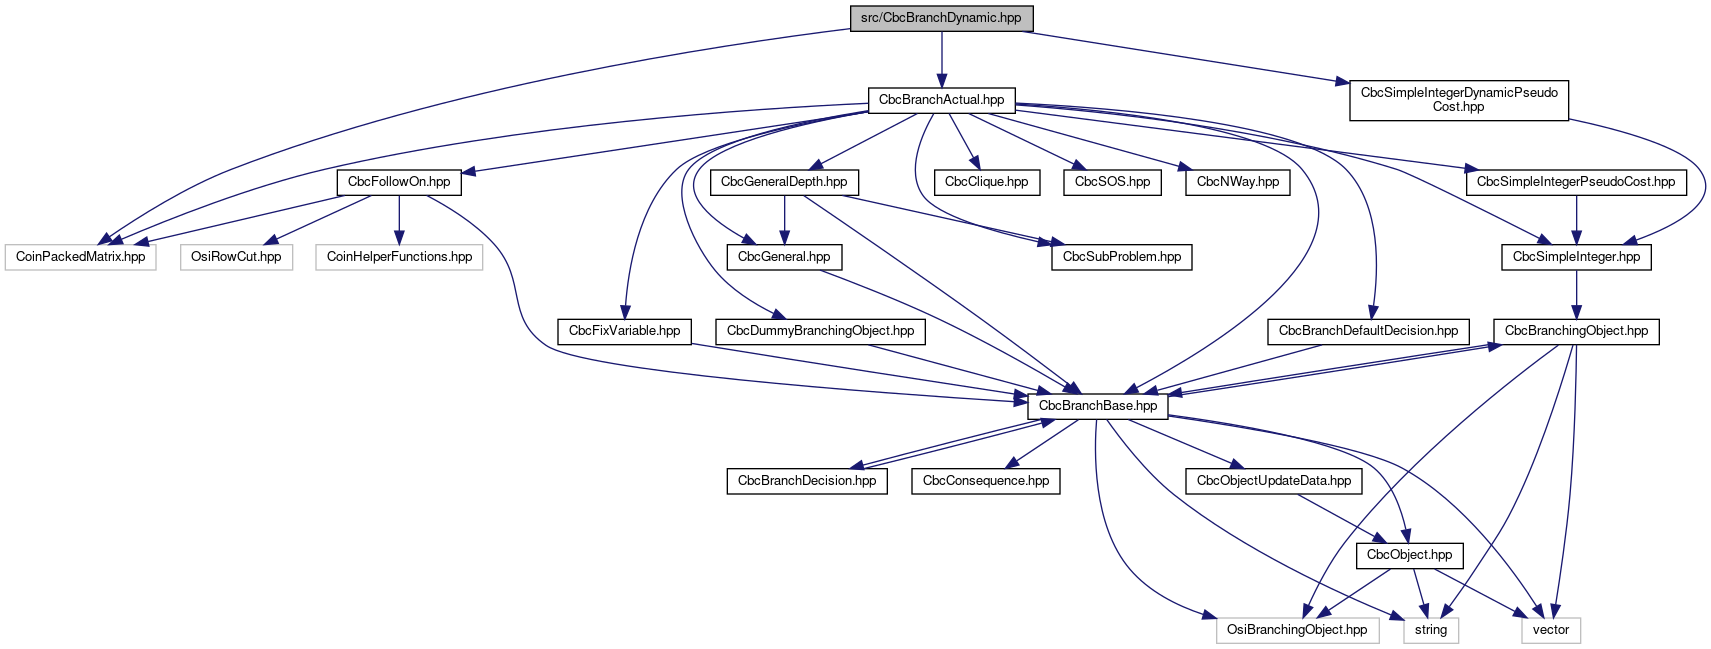 src/CbcBranchDynamic.hpp
CbcSimpleIntegerDynamicPseudo
Cost.hpp
CbcBranchActual.hpp
CbcFollowOn.hpp
CbcGeneralDepth.hpp
CbcClique.hpp
CbcSOS.hpp
CbcNWay.hpp
CbcSimpleIntegerPseudoCost.hpp
CoinPackedMatrix.hpp
OsiRowCut.hpp
CoinHelperFunctions.hpp
CbcGeneral.hpp
CbcSubProblem.hpp
CbcSimpleInteger.hpp
CbcFixVariable.hpp
CbcDummyBranchingObject.hpp
CbcBranchDefaultDecision.hpp
CbcBranchingObject.hpp
CbcBranchBase.hpp
CbcBranchDecision.hpp
CbcConsequence.hpp
CbcObjectUpdateData.hpp
CbcObject.hpp
OsiBranchingObject.hpp
string
vector